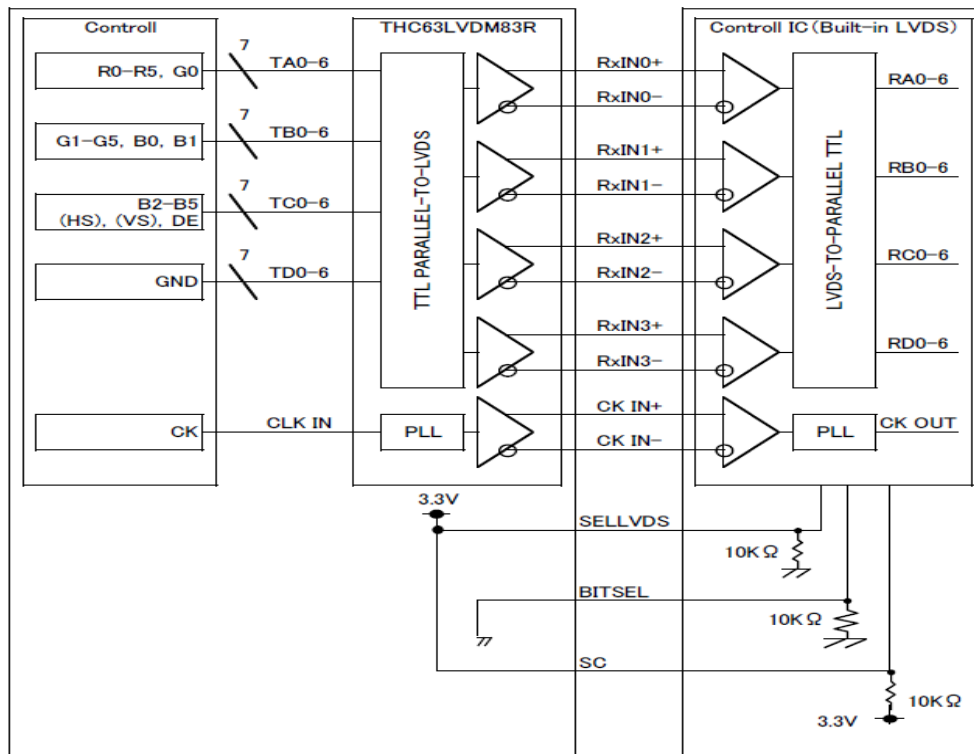 Controll
THC63LVDM83R
Controll IC(Built-in LVDS)
R0-R5, G0
7
TA0-6
RxIN0+
RxIN0-
RA0-6
G1-G5, B0, B1
7
TB0-6
RxIN1+
RxIN1-
RB0-6
B2-B5
(HS), (VS), DE
7
TC0-6
RxIN2+
RxIN2-
RC0-6
GND
7
TD0-6
RxIN3+
RxIN3-
RD0-6
TTL PARALLEL-TO-LVDS
LVDS-TO-PARALLEL TTL
CK
CLK IN
PLL
CK IN+
CK IN-
PLL
CK OUT
3.3V
SELLVDS
10KΩ
BITSEL
10KΩ
SC
10KΩ
3.3V